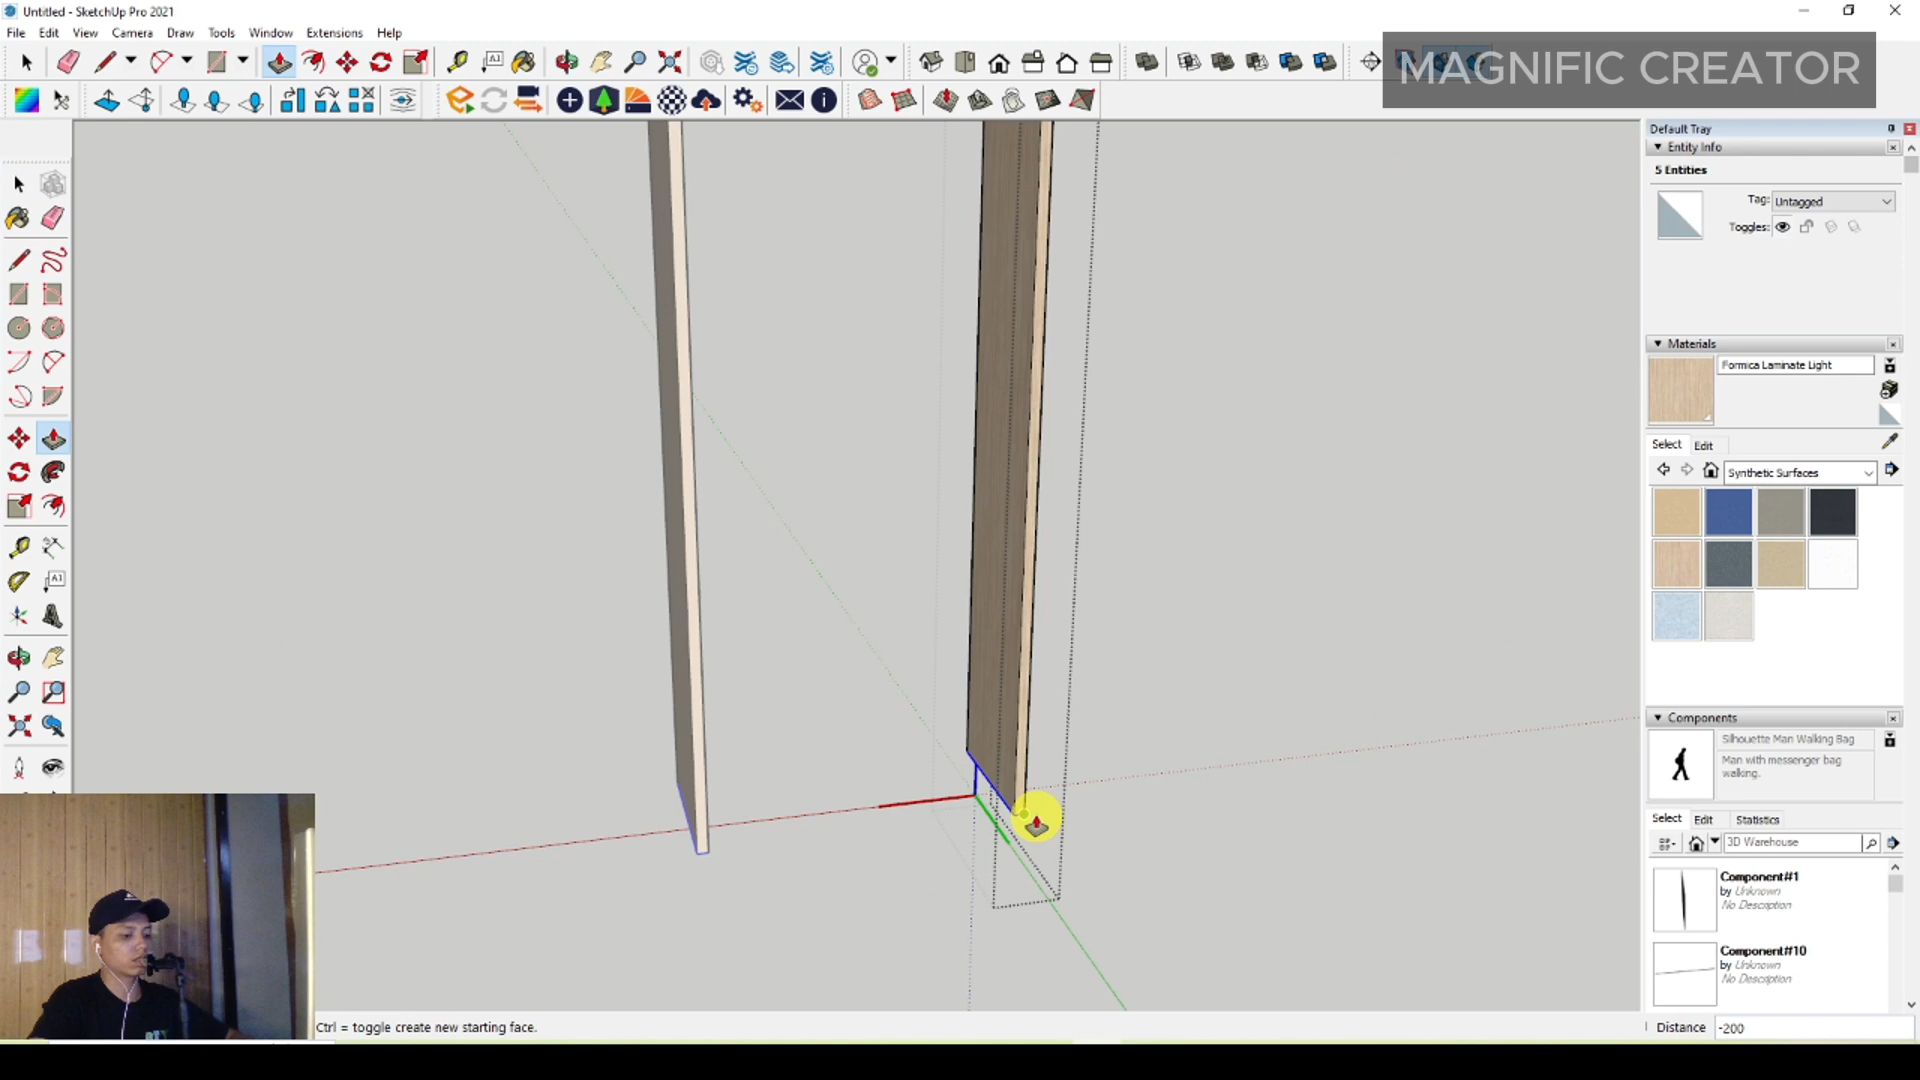 Untitled - SketchUp Pro 2021
File Edit View Camera Draw Tools Window Extensions Help
MAGNIFIC CREATOR
Default Tray
Entity Info
5 Entities
Tag: Untagged
Toggles:
Materials
Formica Laminate Light
Select Edit
Synthetic Surfaces
Components
Silhouette Man Walking Bag
Man with messenger bag
walking.
Select Edit Statistics
3D Warehouse
Component#1
by Unknown
No Description
Component#10
by Unknown
No Description
Ctrl = toggle create new starting face.
Distance -200